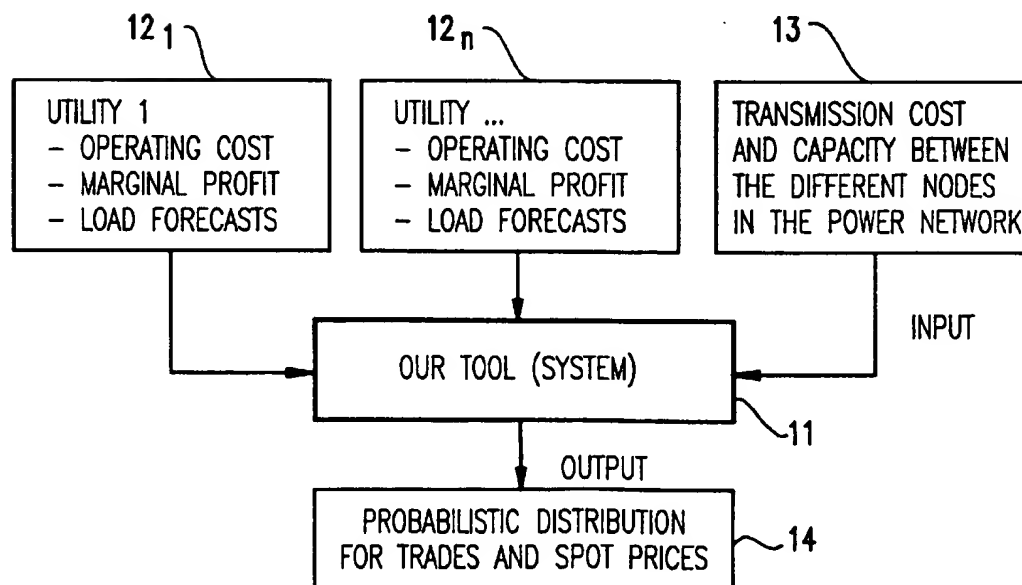 12 1
12 n
13
UTILITY 1
- OPERATING COST
- MARGINAL PROFIT
- LOAD FORECASTS
UTILITY ...
- OPERATING COST
- MARGINAL PROFIT
- LOAD FORECASTS
TRANSMISSION COST
AND CAPACITY BETWEEN
THE DIFFERENT NODES
IN THE POWER NETWORK
INPUT
OUR TOOL (SYSTEM)
11
OUTPUT
PROBABILISTIC DISTRIBUTION
FOR TRADES AND SPOT PRICES
14